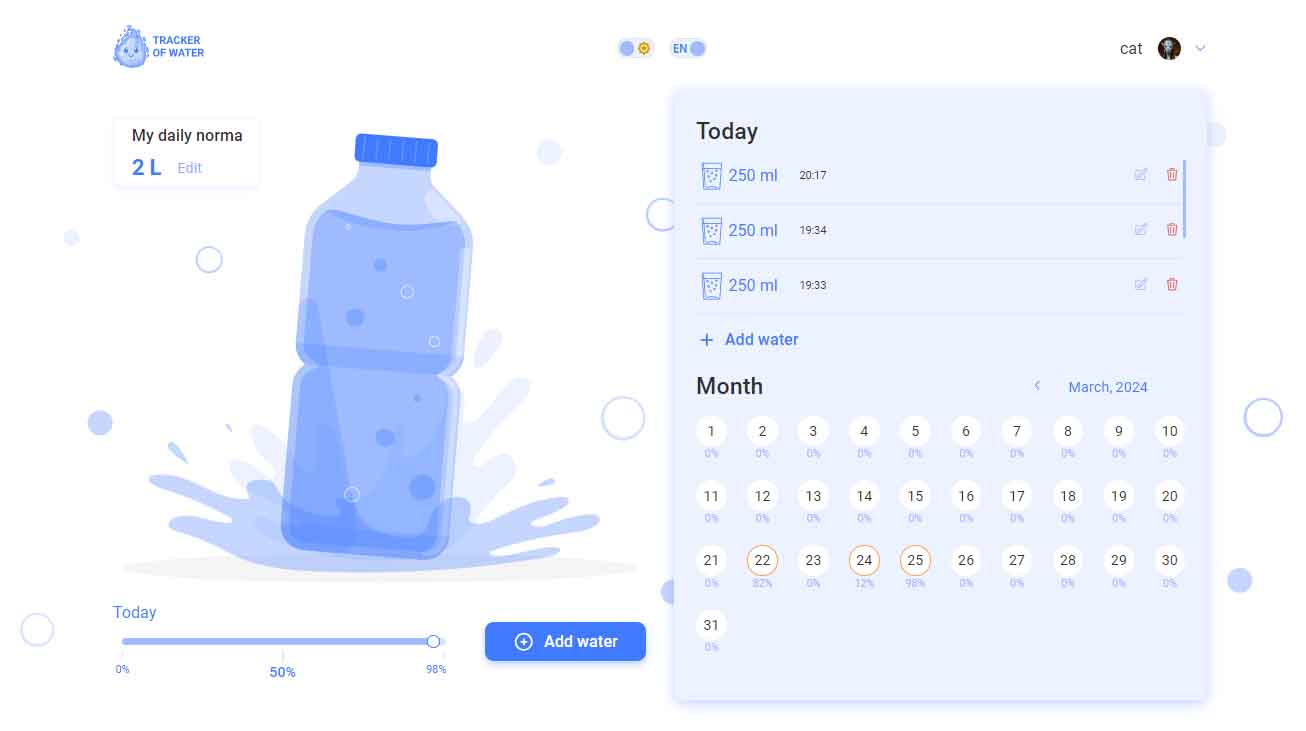 TRACKER
OF WATER
EN
cat
My daily norma
2 L Edit
Today
0%
50%
98%
Add water
Today
250 ml 20:17
250 ml 19:34
250 ml 19:33
Add water
Month
March, 2024
1 2 3 4 5 6 7 8 9 10
0% 0% 0% 0% 0% 0% 0% 0% 0% 0%
11 12 13 14 15 16 17 18 19 20
0% 0% 0% 0% 0% 0% 0% 0% 0% 0%
21 22 23 24 25 26 27 28 29 30
0% 82% 0% 12% 98% 0% 0% 0% 0% 0%
31
0%